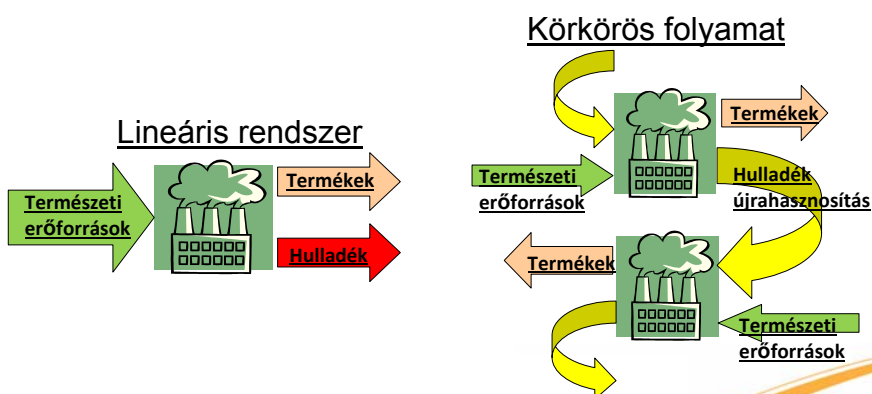 Lineáris rendszer
Természeti
erőforrások
Termékek
Hulladék
Körkörös folyamat
Termékek
Természeti
erőforrások
Hulladék
újrahasznosítás
Termékek
Természeti
erőforrások